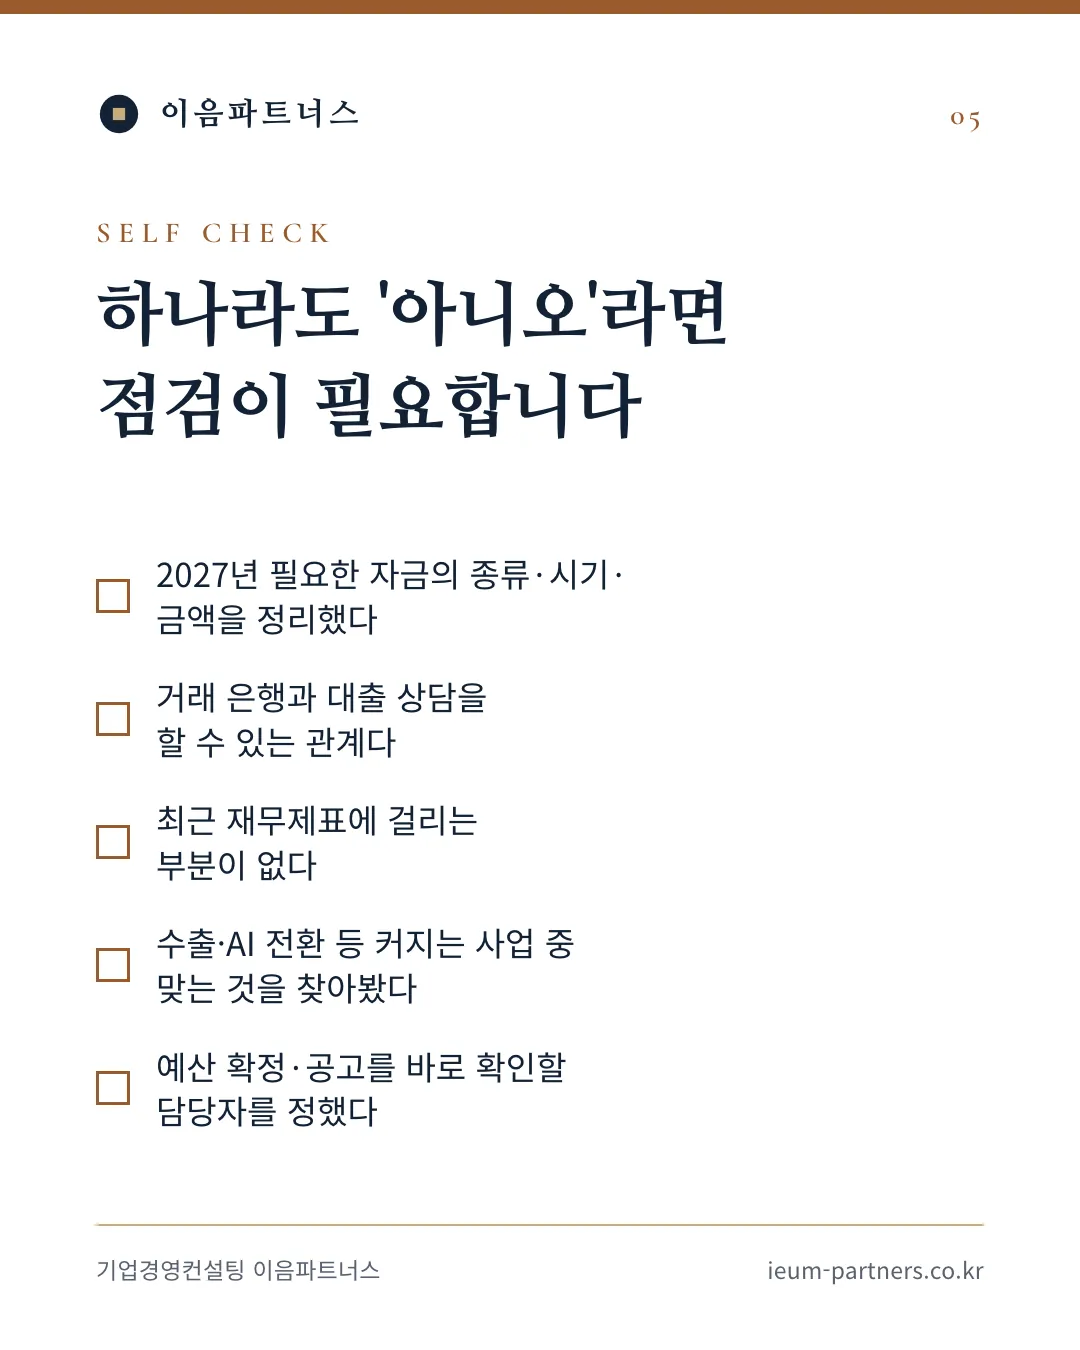 이음파트너스
05
SELF CHECK
하나라도 '아니오'라면
점검이 필요합니다
2027년 필요한 자금의 종류·시기·
금액을 정리했다
거래 은행과 대출 상담을
할 수 있는 관계다
최근 재무제표에 걸리는
부분이 없다
수출·AI 전환 등 커지는 사업 중
맞는 것을 찾아봤다
예산 확정·공고를 바로 확인할
담당자를 정했다
기업경영컨설팅 이음파트너스
ieum-partners.co.kr